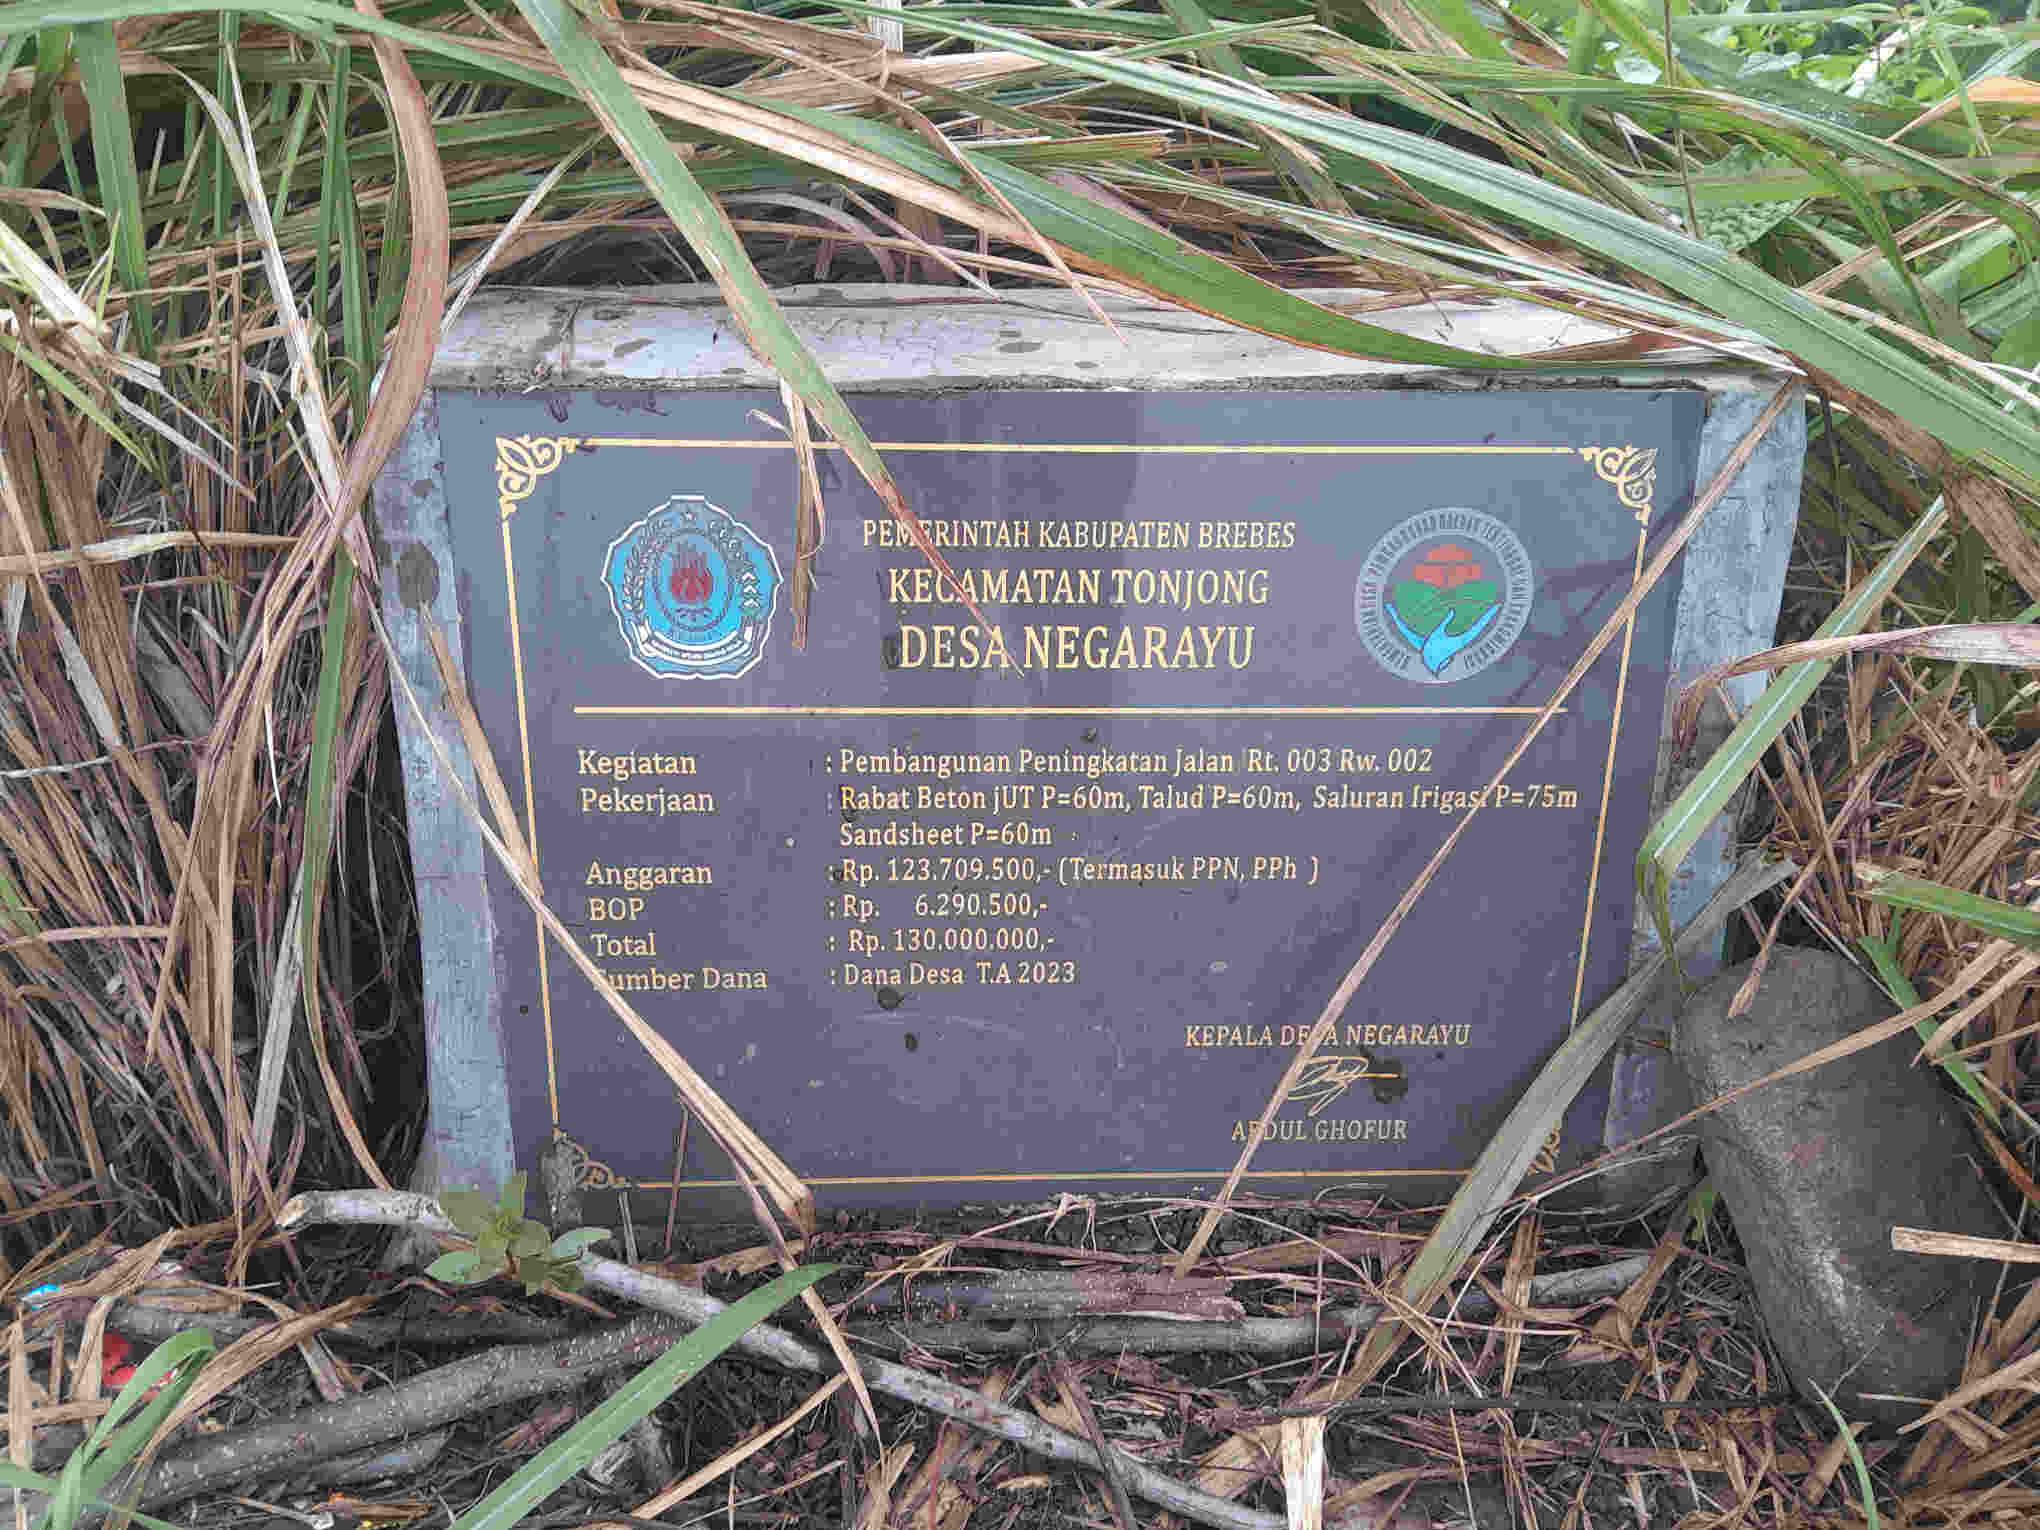 PEMERINTAH KABUPATEN BREBES
KECAMATAN TONJONG
DESA NEGARAYU
Kegiatan : Pembangunan Peningkatan Jalan Rt. 003 Rw. 002
Pekerjaan : Rabat Beton jUT P=60m, Talud P=60m, Saluran Irigasi P=75m
Sandsheet P=60m
Anggaran : Rp. 123.709.500,- (Termasuk PPN, PPh )
BOP : Rp. 6.290.500,-
Total : Rp. 130.000.000,-
Sumber Dana : Dana Desa T.A 2023
KEPALA DESA NEGARAYU
ABDUL GHOFUR